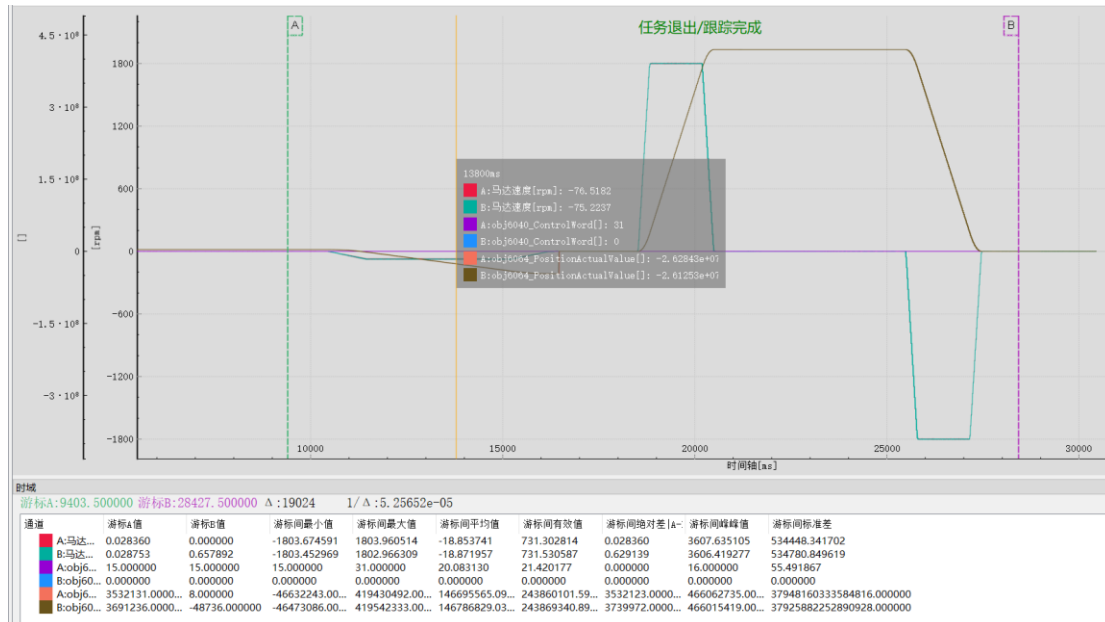 A
任务退出/跟踪完成
B
4.5·10⁸
3·10⁸
1.5·10⁸
0
-1.5·10⁸
-3·10⁸
[]
1800
1200
600
0
-600
-1200
-1800
[rpm]
13800ms
A:马达速度[rpm]: -76.5182
B:马达速度[rpm]: -75.2237
A:obj6040_ControlWord[]: 31
B:obj6040_ControlWord[]: 0
A:obj6064_PositionActualValue[]: -2.62843e+07
B:obj6064_PositionActualValue[]: -2.61253e+07
10000 15000 20000 25000 30000
时间轴[ms]
时域
游标A:9403.500000 游标B:28427.500000 Δ:19024 1/Δ:5.25652e-05
通道 游标A值 游标B值 游标间最小值 游标间最大值 游标间平均值 游标间有效值 游标间绝对差|A-... 游标间峰峰值 游标间标准差
A:马达... 0.028360 0.000000 -1803.674591 1803.960514 -18.853741 731.302814 0.028360 3607.635105 534448.341702
B:马达... 0.028753 0.657892 -1803.452969 1802.966309 -18.871957 731.530587 0.629139 3606.419277 534780.849619
A:obj6... 15.000000 15.000000 15.000000 31.000000 20.083130 21.420177 0.000000 16.000000 55.491867
B:obj60... 0.000000 0.000000 0.000000 0.000000 0.000000 0.000000 0.000000 0.000000 0.000000
A:obj60... 3532131.0000... 8.000000 -46632243.00... 419430492.00... 146695565.09... 243860101.59... 3532123.0000... 466062735.00... 37948160333584816.000000
B:obj60... 3691236.0000... -48736.000000 -46473086.00... 419542333.00... 146786829.03... 243869340.89... 3739972.0000... 466015419.00... 37925882252890928.000000